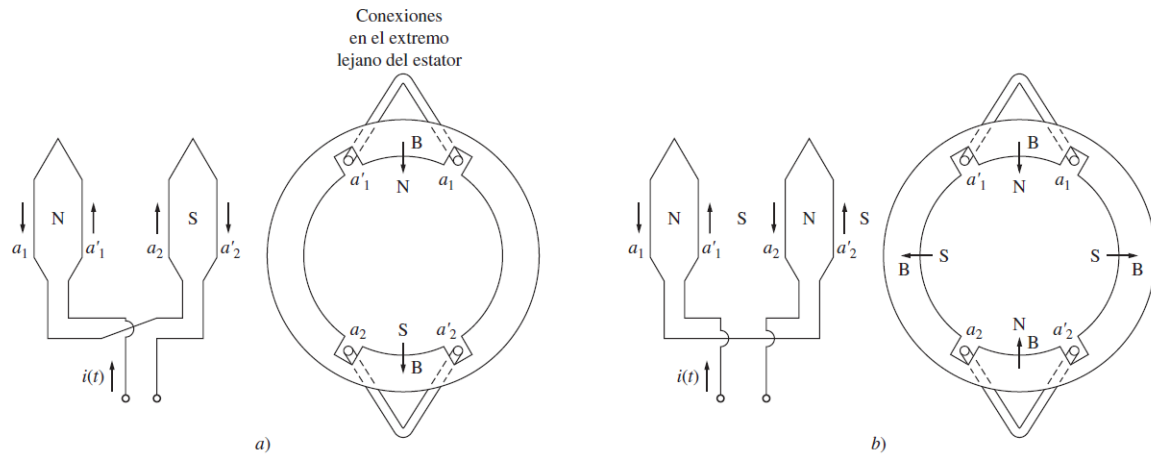 Conexiones
en el extremo
lejano del estator
N
S
a1
a'1
a2
a'2
i(t)
B
N
a'1
a1
S
a2
a'2
B
a)
N
S
N
S
a1
a'1
a2
a'2
i(t)
B
N
a'1
a1
S
B
S
B
N
a2
a'2
B
b)